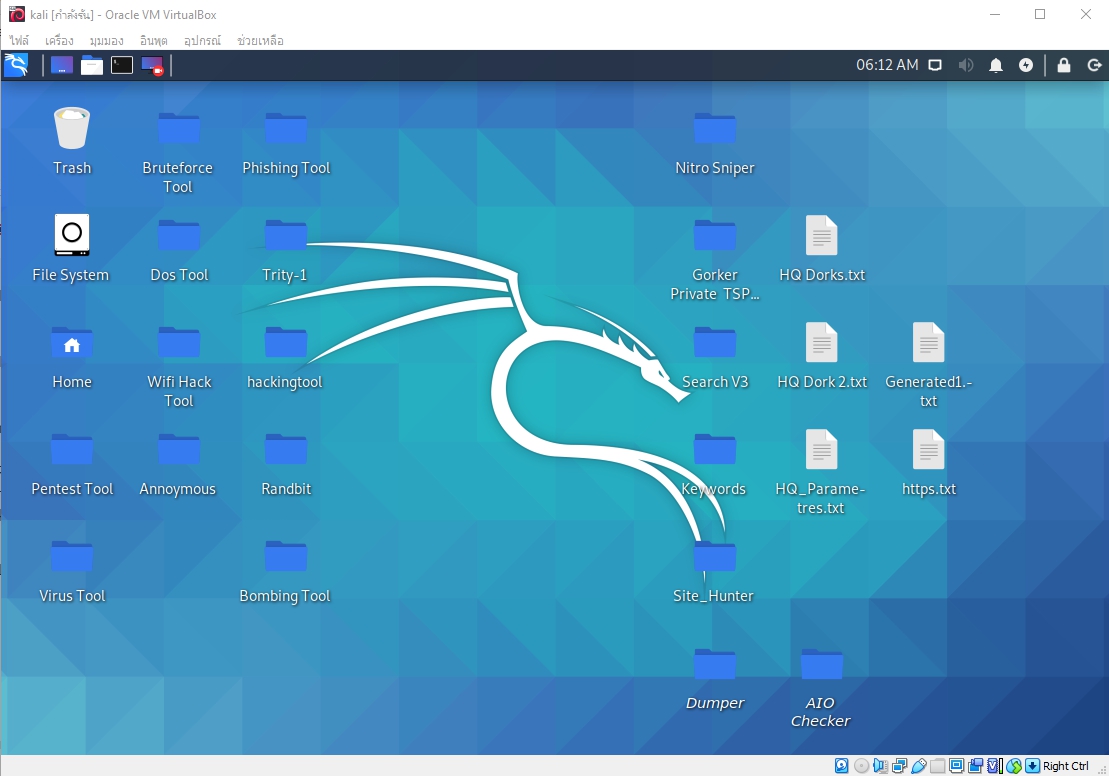 kali [กำลังรัน] - Oracle VM VirtualBox
ไฟล์ เครื่อง มุมมอง อินพุต อุปกรณ์ ช่วยเหลือ
06:12 AM
Trash
Bruteforce
Tool
Phishing Tool
Nitro Sniper
File System
Dos Tool
Trity-1
Gorker
Private TSP...
HQ Dorks.txt
Home
Wifi Hack
Tool
hackingtool
Search V3
HQ Dork 2.txt
Generated1.-
txt
Pentest Tool
Annoymous
Randbit
Keywords
HQ_Parame-
tres.txt
https.txt
Virus Tool
Bombing Tool
Site_Hunter
Dumper
AIO
Checker
Right Ctrl